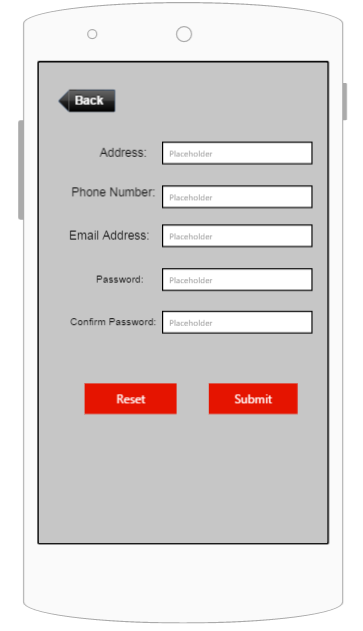 Back
Address: Placeholder
Phone Number: Placeholder
Email Address: Placeholder
Password: Placeholder
Confirm Password: Placeholder
Reset Submit